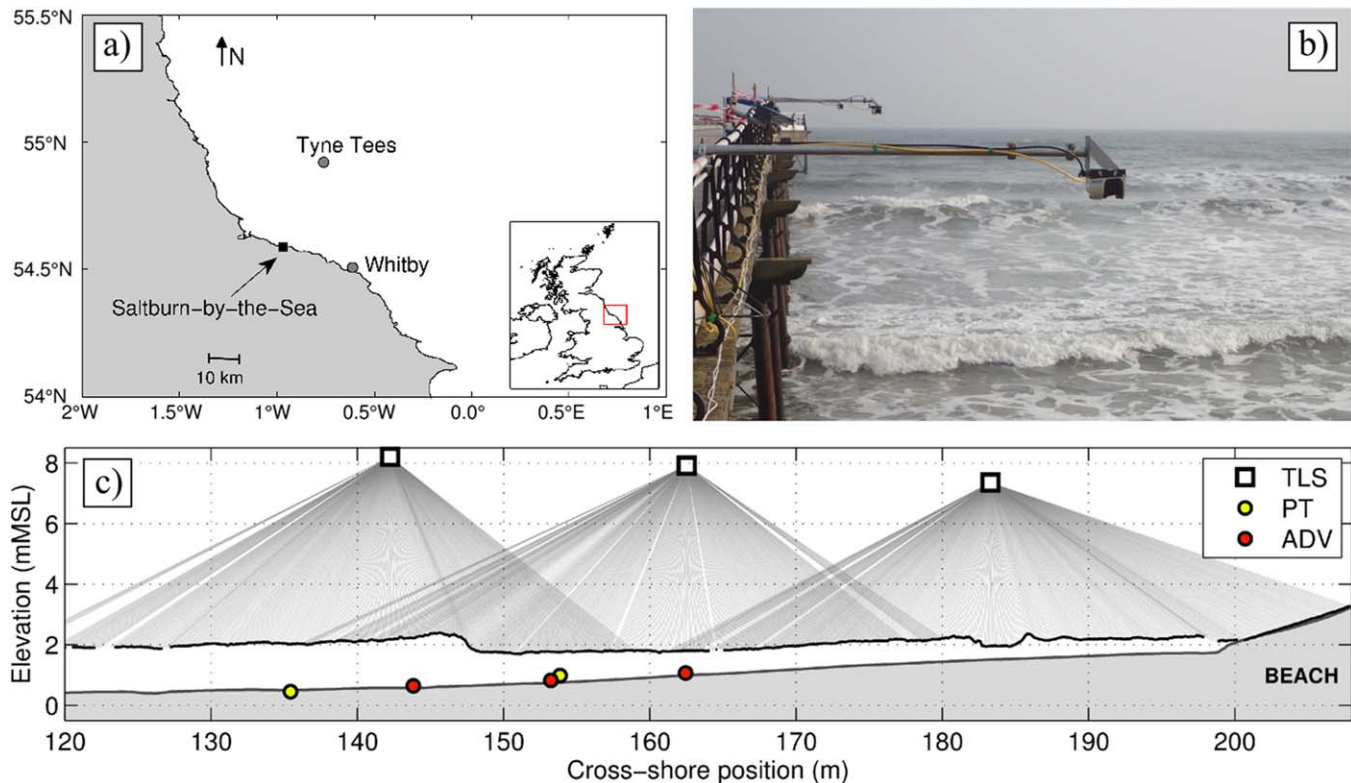 a)
N
55.5°N
55°N
54.5°N
54°N
Tyne Tees
Whitby
Saltburn-by-the-Sea
10 km
2°W
1.5°W
1°W
0.5°W
0.0°
0.5°E
1°E
b)
c)
Elevation (mMSL)
8
6
4
2
0
TLS
PT
ADV
BEACH
120
130
140
150
160
170
180
190
200
Cross-shore position (m)